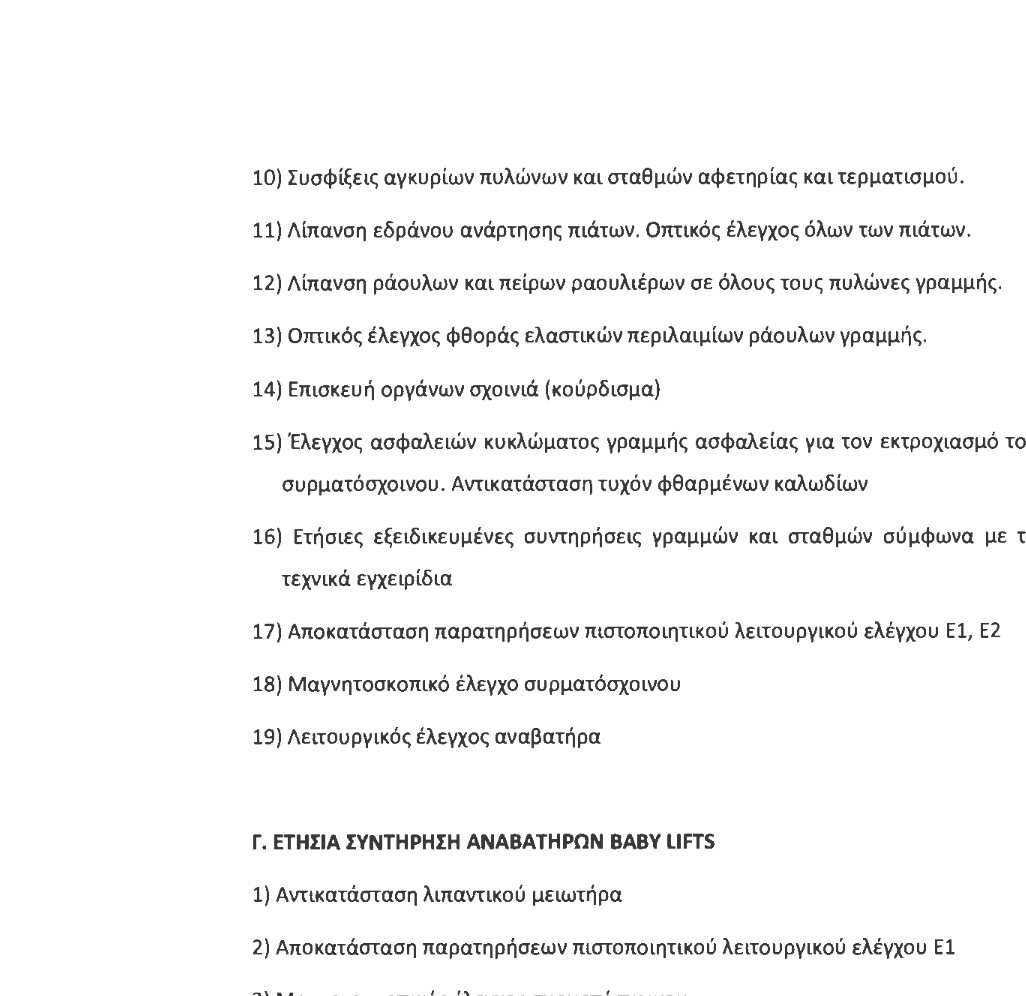 10) Συσφίξεις αγκυρίων πυλώνων και σταθμών αφετηρίας και τερματισμού.
11) Λίπανση εδράνου ανάρτησης πιάτων. Οπτικός έλεγχος όλων των πιάτων.
12) Λίπανση ράουλων και πείρων ραουλιέρων σε όλους τους πυλώνες γραμμής.
13) Οπτικός έλεγχος φθοράς ελαστικών περιλαιμίων ράουλων γραμμής.
14) Επισκευή οργάνων σχοινιά (κούρδισμα)
15) Έλεγχος ασφαλειών κυκλώματος γραμμής ασφαλείας για τον εκτροχιασμό το
συρματόσχοινου. Αντικατάσταση τυχόν φθαρμένων καλωδίων
16) Ετήσιες εξειδικευμένες συντηρήσεις γραμμών και σταθμών σύμφωνα με τ
τεχνικά εγχειρίδια
17) Αποκατάσταση παρατηρήσεων πιστοποιητικού λειτουργικού ελέγχου Ε1, Ε2
18) Μαγνητοσκοπικό έλεγχο συρματόσχοινου
19) Λειτουργικός έλεγχος αναβατήρα
Γ. ΕΤΗΣΙΑ ΣΥΝΤΗΡΗΣΗ ΑΝΑΒΑΤΗΡΩΝ BABY LIFTS
1) Αντικατάσταση λιπαντικού μειωτήρα
2) Αποκατάσταση παρατηρήσεων πιστοποιητικού λειτουργικού ελέγχου Ε1